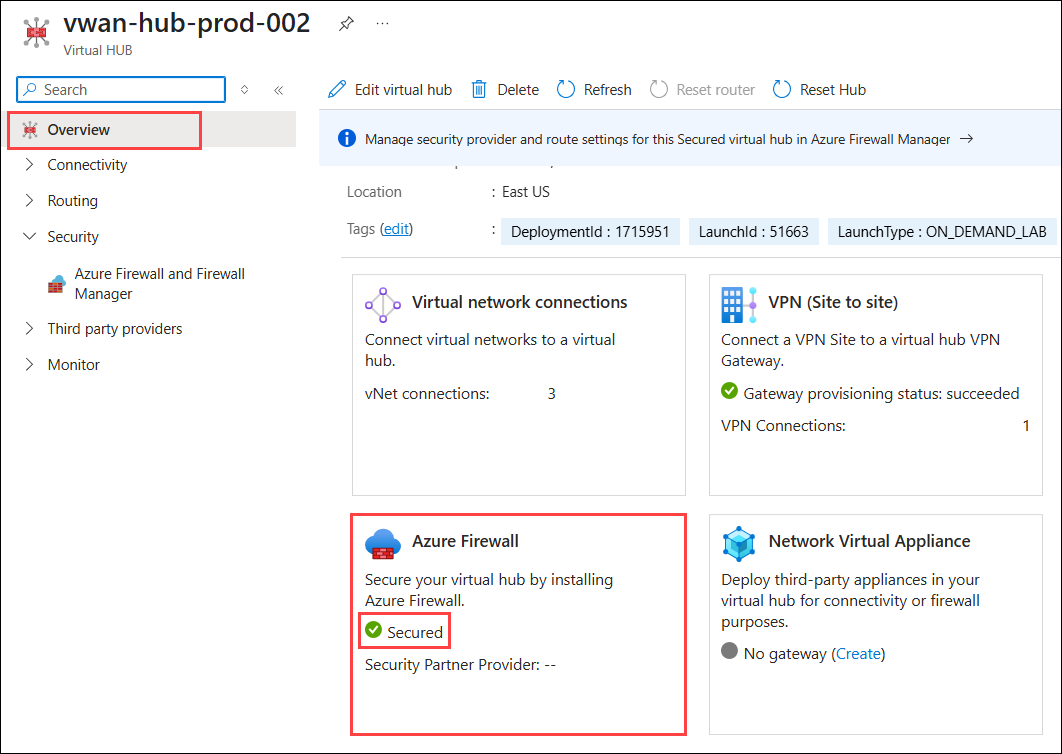 vwan-hub-prod-002
...
Virtual HUB
Search
Edit virtual hub
Delete
Refresh
Reset router
Reset Hub
Overview
Manage security provider and route settings for this Secured virtual hub in Azure Firewall Manager →
Connectivity
Location : East US
Routing
Tags (edit) : DeploymentId : 1715951 LaunchId : 51663 LaunchType : ON_DEMAND_LAB
Security
Azure Firewall and Firewall
Manager
Third party providers
Monitor
Virtual network connections
Connect virtual networks to a virtual
hub.
vNet connections: 3
VPN (Site to site)
Connect a VPN Site to a virtual hub VPN
Gateway.
Gateway provisioning status: succeeded
VPN Connections: 1
Azure Firewall
Secure your virtual hub by installing
Azure Firewall.
Secured
Security Partner Provider: --
Network Virtual Appliance
Deploy third-party appliances in your
virtual hub for connectivity or firewall
purposes.
No gateway (Create)